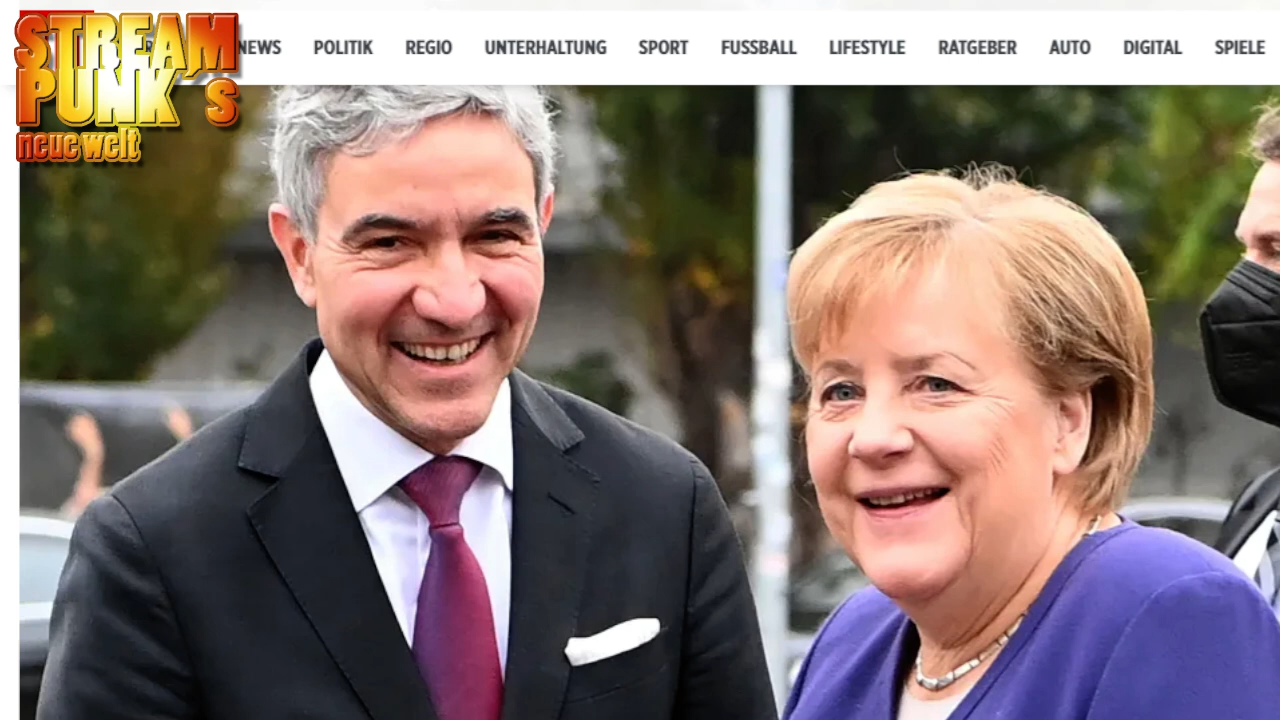 STREAM
PUNK´s
neue welt
NEWS POLITIK REGIO UNTERHALTUNG SPORT FUSSBALL LIFESTYLE RATGEBER AUTO DIGITAL SPIELE